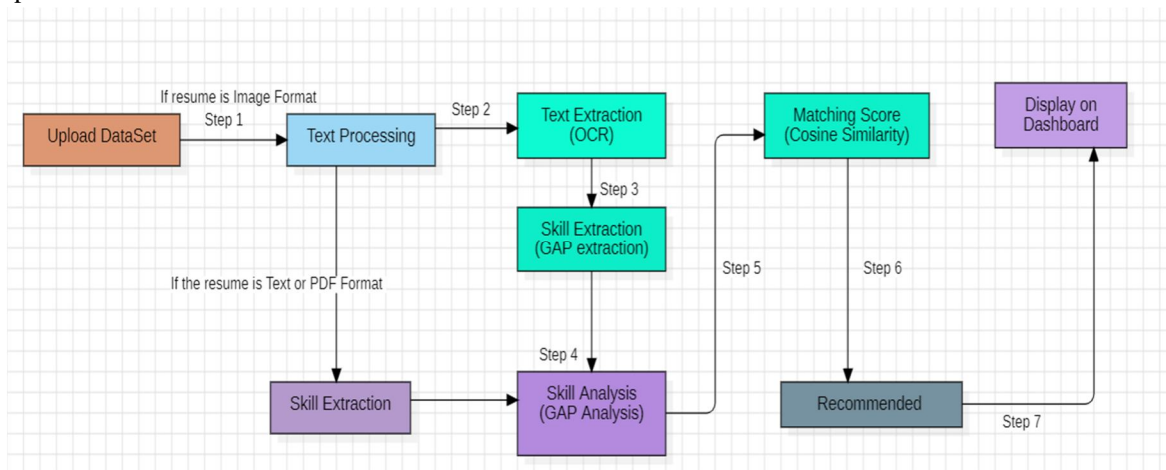 If resume is Image Format
Step 1
Upload DataSet
Text Processing
Step 2
Text Extraction
(OCR)
Step 3
Skill Extraction
(GAP extraction)
If the resume is Text or PDF Format
Skill Extraction
Step 4
Skill Analysis
(GAP Analysis)
Step 5
Matching Score
(Cosine Similarity)
Step 6
Recommended
Step 7
Display on
Dashboard